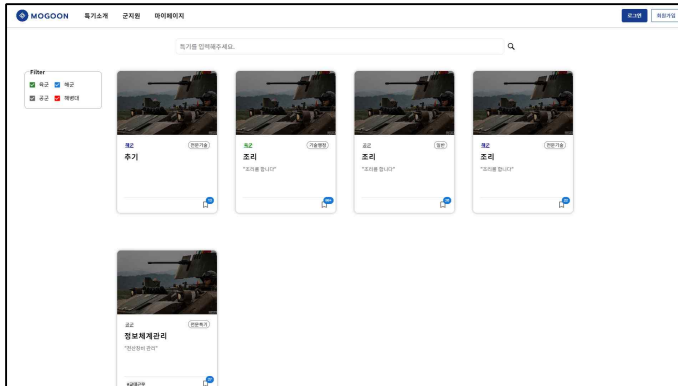 MOGOON 특기소개 군지원 마이페이지 로그인 회원가입
특기를 입력해주세요.
Filter
육군 해군
공군 해병대
해군 전문기술
추기
육군 기술행정
조리
"조리를 합니다"
99+
공군 일반
조리
"조리를 합니다"
해군 전문기술
조리
"조리를 합니다"
공군 전문특기
정보체계관리
"전산장비 관리"